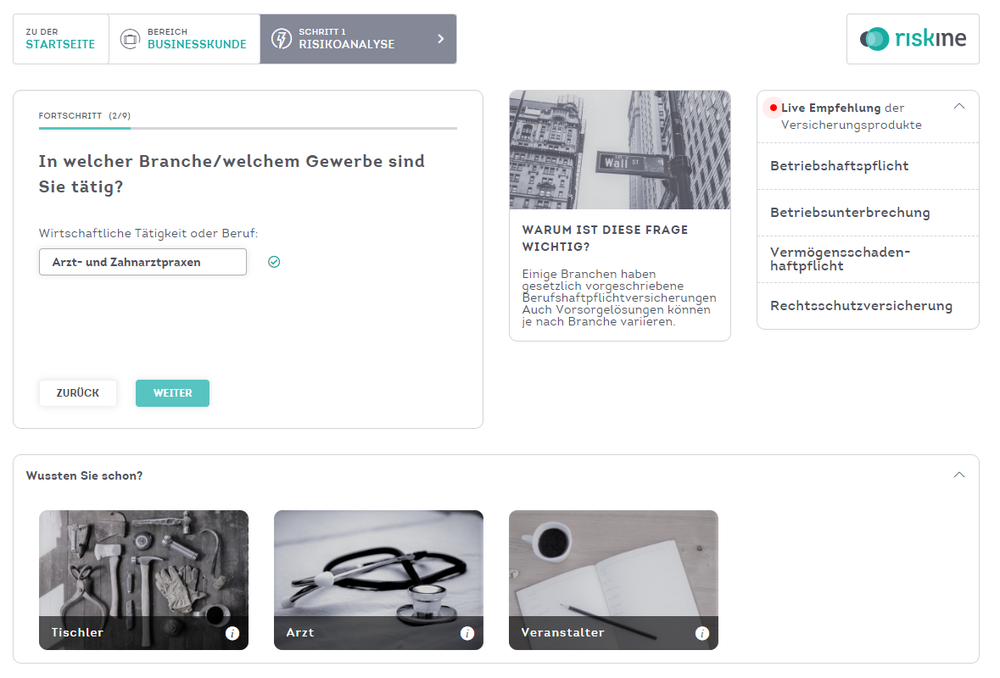 ZU DER
STARTSEITE
BEREICH
BUSINESSKUNDE
SCHRITT 1
RISIKOANALYSE
riskine
FORTSCHRITT (2/9)
In welcher Branche/welchem Gewerbe sind
Sie tätig?
Wirtschaftliche Tätigkeit oder Beruf:
Arzt- und Zahnarztpraxen
ZURÜCK
WEITER
Wall ST
WARUM IST DIESE FRAGE
WICHTIG?
Einige Branchen haben
gesetzlich vorgeschriebene
Berufshaftpflichtversicherungen
Auch Vorsorgelösungen können
je nach Branche variieren.
Live Empfehlung der
Versicherungsprodukte
Betriebshaftspflicht
Betriebsunterbrechung
Vermögensschaden-
haftpflicht
Rechtsschutzversicherung
Wussten Sie schon?
Tischler
i
Arzt
i
Veranstalter
i